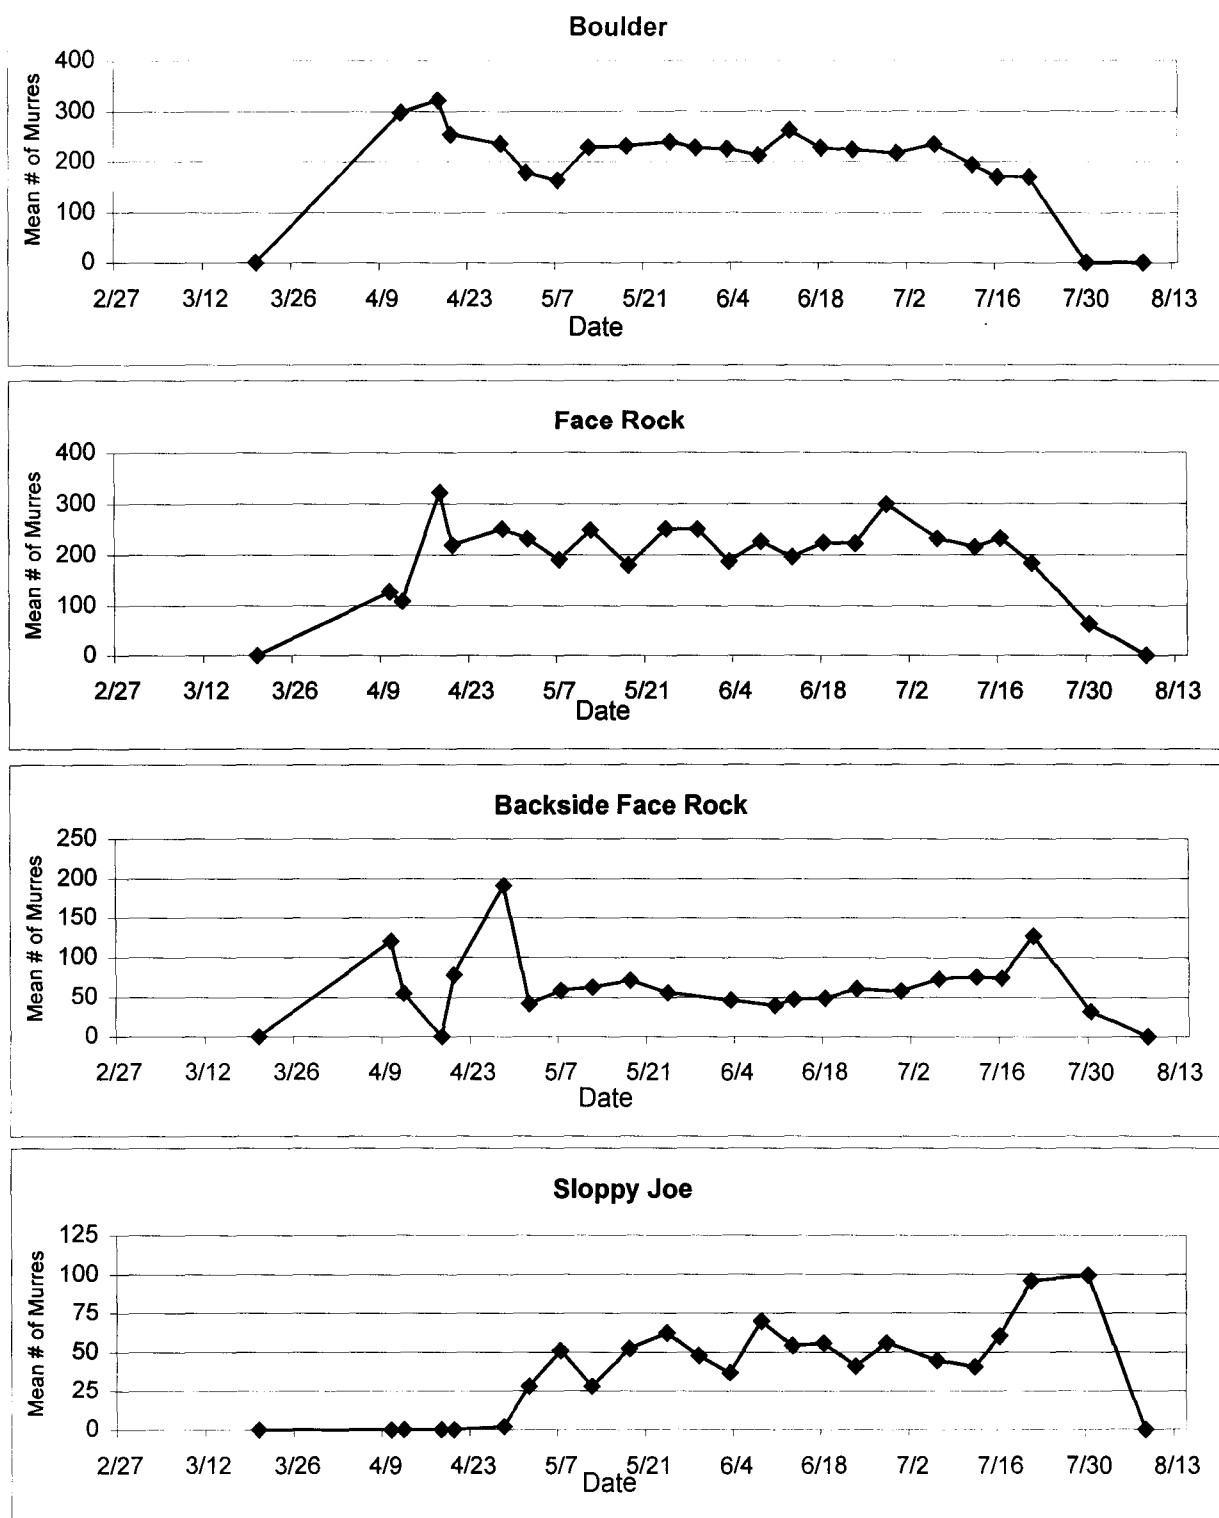 Boulder
Mean # of Murres
400
300
200
100
0
2/27 3/12 3/26 4/9 4/23 5/7 5/21 6/4 6/18 7/2 7/16 7/30 8/13
Date
Face Rock
Mean # of Murres
400
300
200
100
0
2/27 3/12 3/26 4/9 4/23 5/7 5/21 6/4 6/18 7/2 7/16 7/30 8/13
Date
Backside Face Rock
Mean # of Murres
250
200
150
100
50
0
2/27 3/12 3/26 4/9 4/23 5/7 5/21 6/4 6/18 7/2 7/16 7/30 8/13
Date
Sloppy Joe
Mean # of Murres
125
100
75
50
25
0
2/27 3/12 3/26 4/9 4/23 5/7 5/21 6/4 6/18 7/2 7/16 7/30 8/13
Date